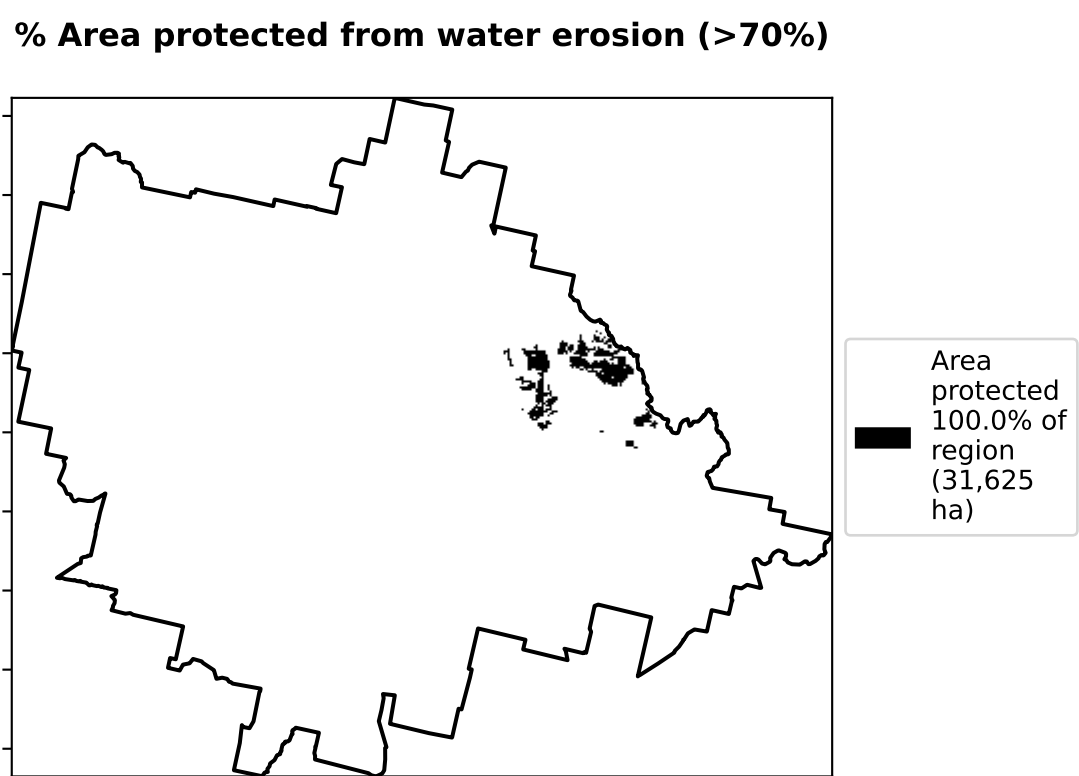 % Area protected from water erosion (>70%)
Area
protected
100.0% of
region
(31,625
ha)